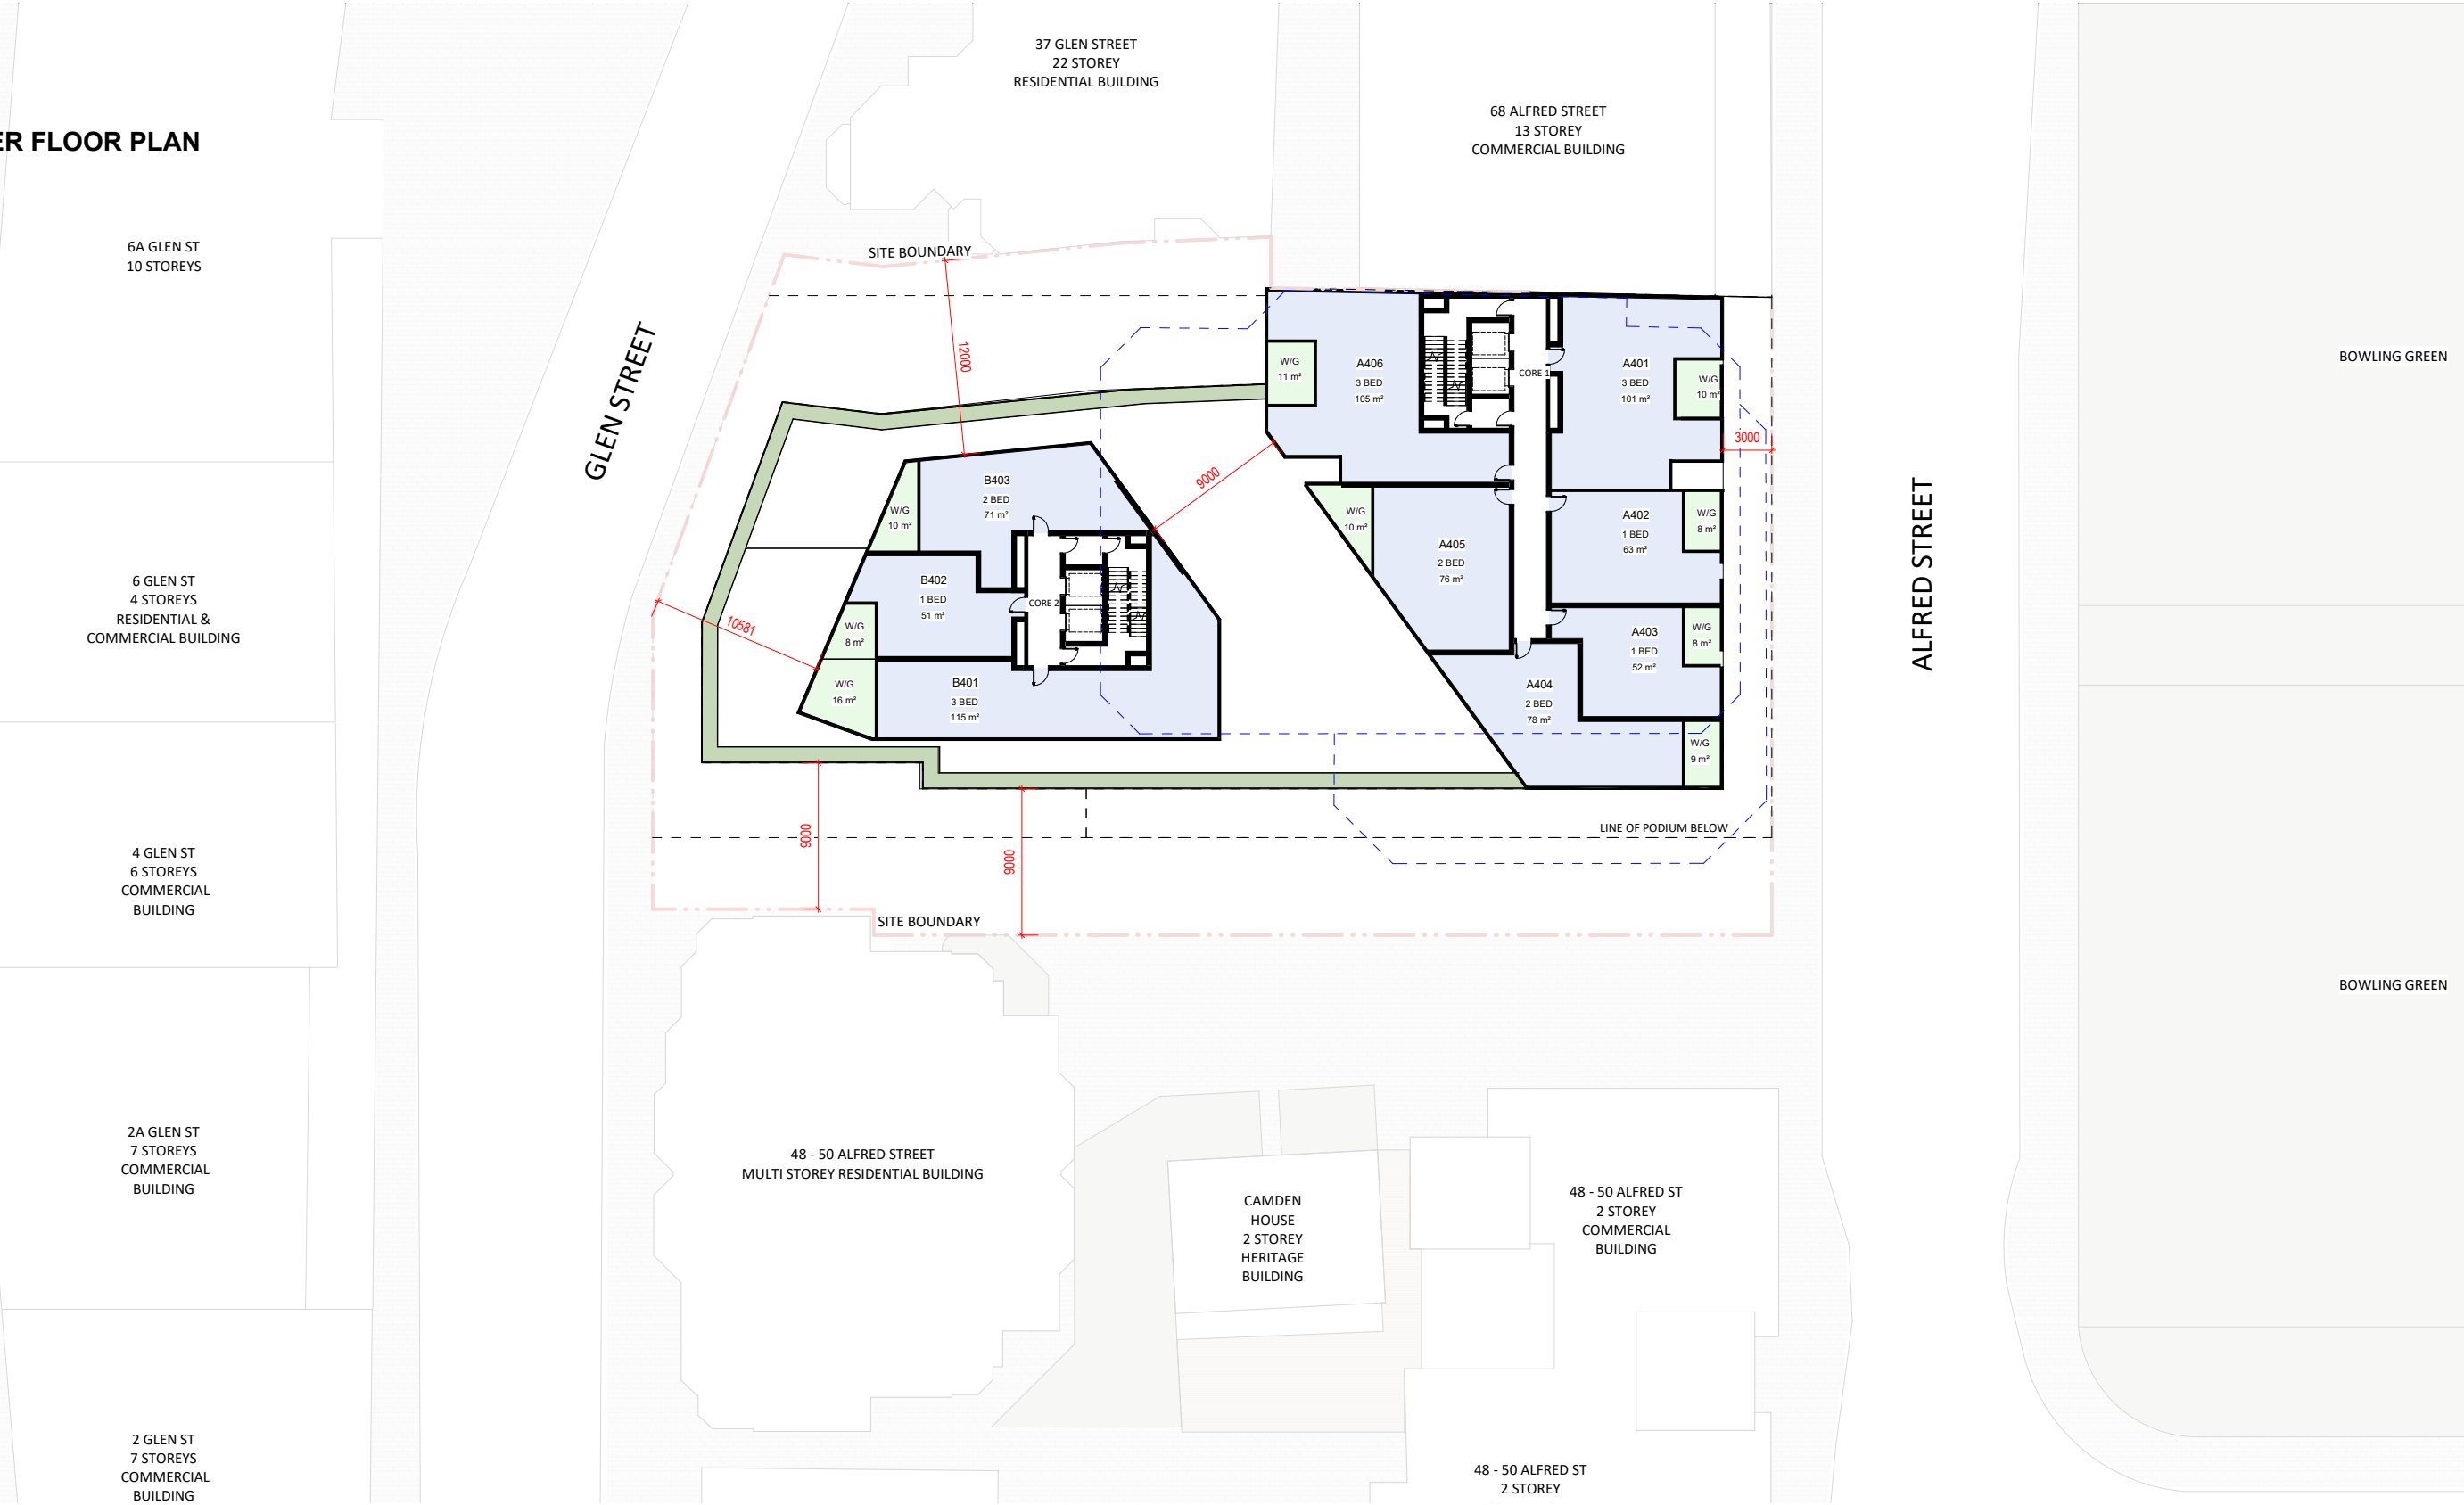 ER FLOOR PLAN
37 GLEN STREET
22 STOREY
RESIDENTIAL BUILDING
68 ALFRED STREET
13 STOREY
COMMERCIAL BUILDING
6A GLEN ST
10 STOREYS
6 GLEN ST
4 STOREYS
RESIDENTIAL &
COMMERCIAL BUILDING
4 GLEN ST
6 STOREYS
COMMERCIAL
BUILDING
2A GLEN ST
7 STOREYS
COMMERCIAL
BUILDING
2 GLEN ST
7 STOREYS
COMMERCIAL
BUILDING
GLEN STREET
SITE BOUNDARY
12000
10581
9000
9000
9000
3000
B403
2 BED
71 m²
W/G
10 m²
B402
1 BED
51 m²
W/G
8 m²
CORE 2
B401
3 BED
115 m²
W/G
16 m²
A406
3 BED
105 m²
W/G
11 m²
CORE 1
A401
3 BED
101 m²
W/G
10 m²
A402
1 BED
63 m²
W/G
8 m²
A405
2 BED
76 m²
W/G
10 m²
A403
1 BED
52 m²
W/G
8 m²
A404
2 BED
78 m²
W/G
9 m²
LINE OF PODIUM BELOW
SITE BOUNDARY
ALFRED STREET
BOWLING GREEN
BOWLING GREEN
48 - 50 ALFRED STREET
MULTI STOREY RESIDENTIAL BUILDING
CAMDEN
HOUSE
2 STOREY
HERITAGE
BUILDING
48 - 50 ALFRED ST
2 STOREY
COMMERCIAL
BUILDING
48 - 50 ALFRED ST
2 STOREY